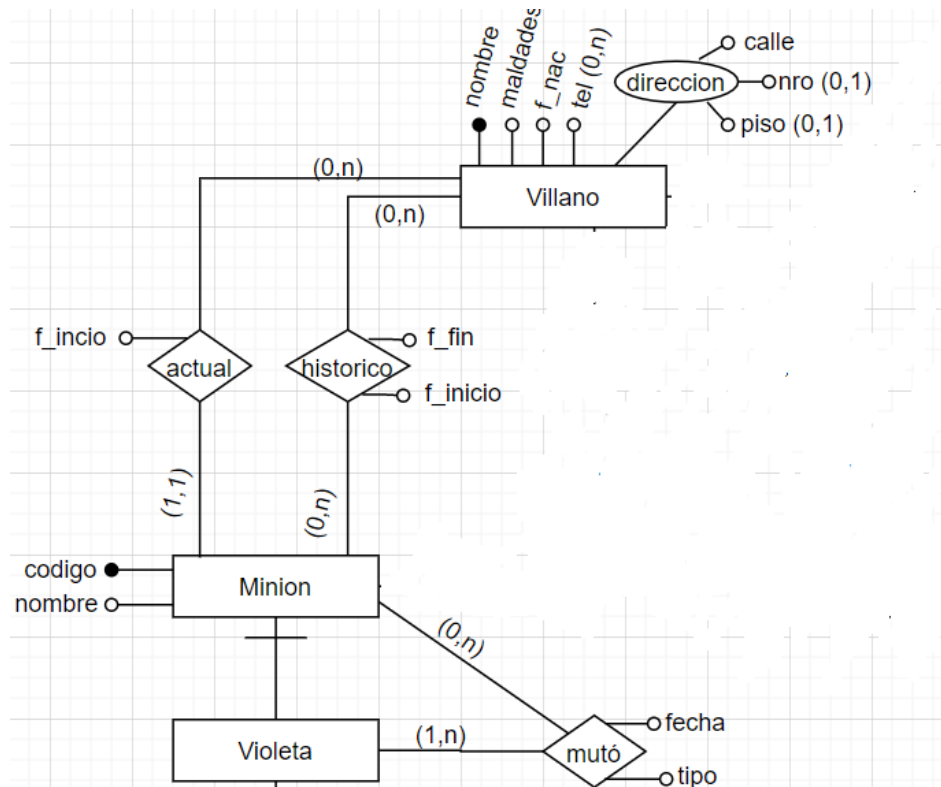 nombre
maldades
f_nac
tel (0,n)
calle
direccion
nro (0,1)
piso (0,1)
(0,n)
Villano
(0,n)
f_incio
f_fin
actual
historico
f_inicio
(1,1)
(0,n)
codigo
Minion
nombre
(0,n)
fecha
Violeta
(1,n)
mutó
tipo